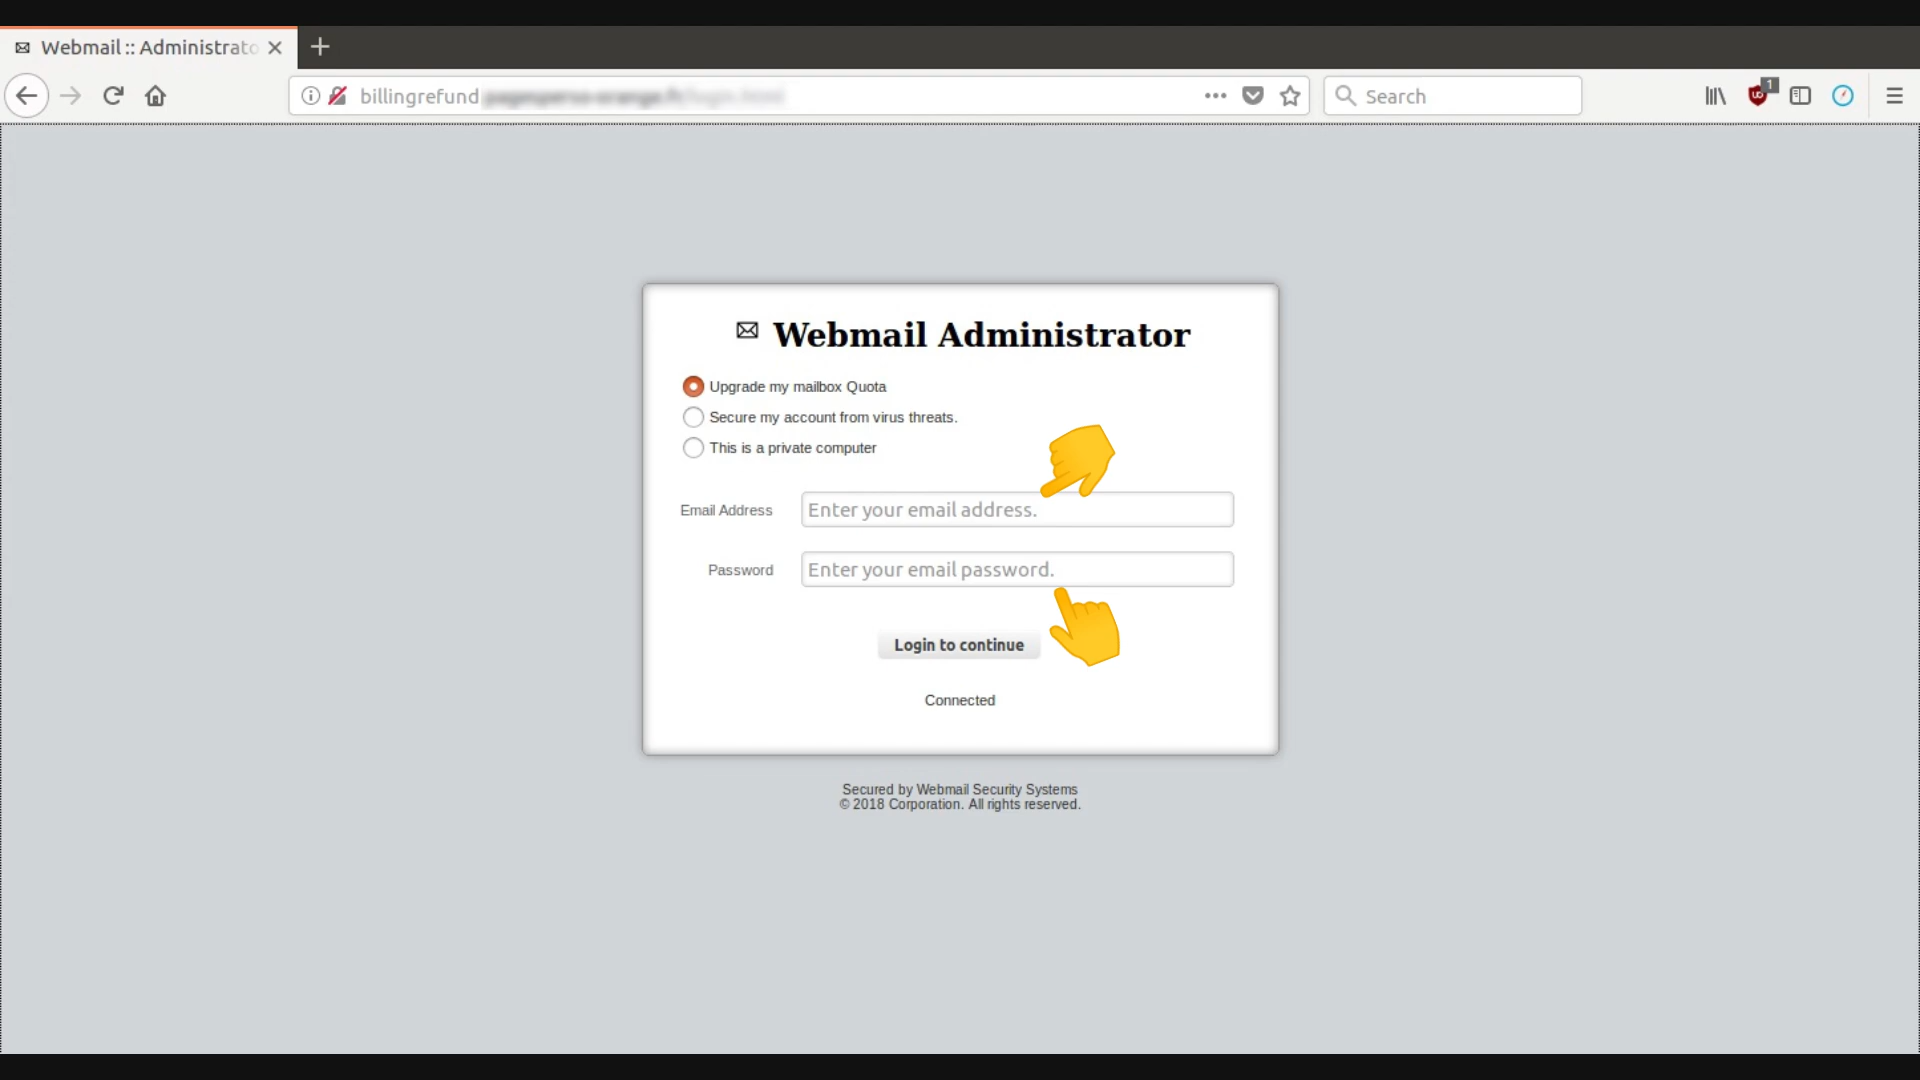 Webmail :: Administrato
billingrefund
Search
1
Webmail Administrator
Upgrade my mailbox Quota
Secure my account from virus threats.
This is a private computer
Email Address
Enter your email address.
Password
Enter your email password.
Login to continue
Connected
Secured by Webmail Security Systems
© 2018 Corporation. All rights reserved.